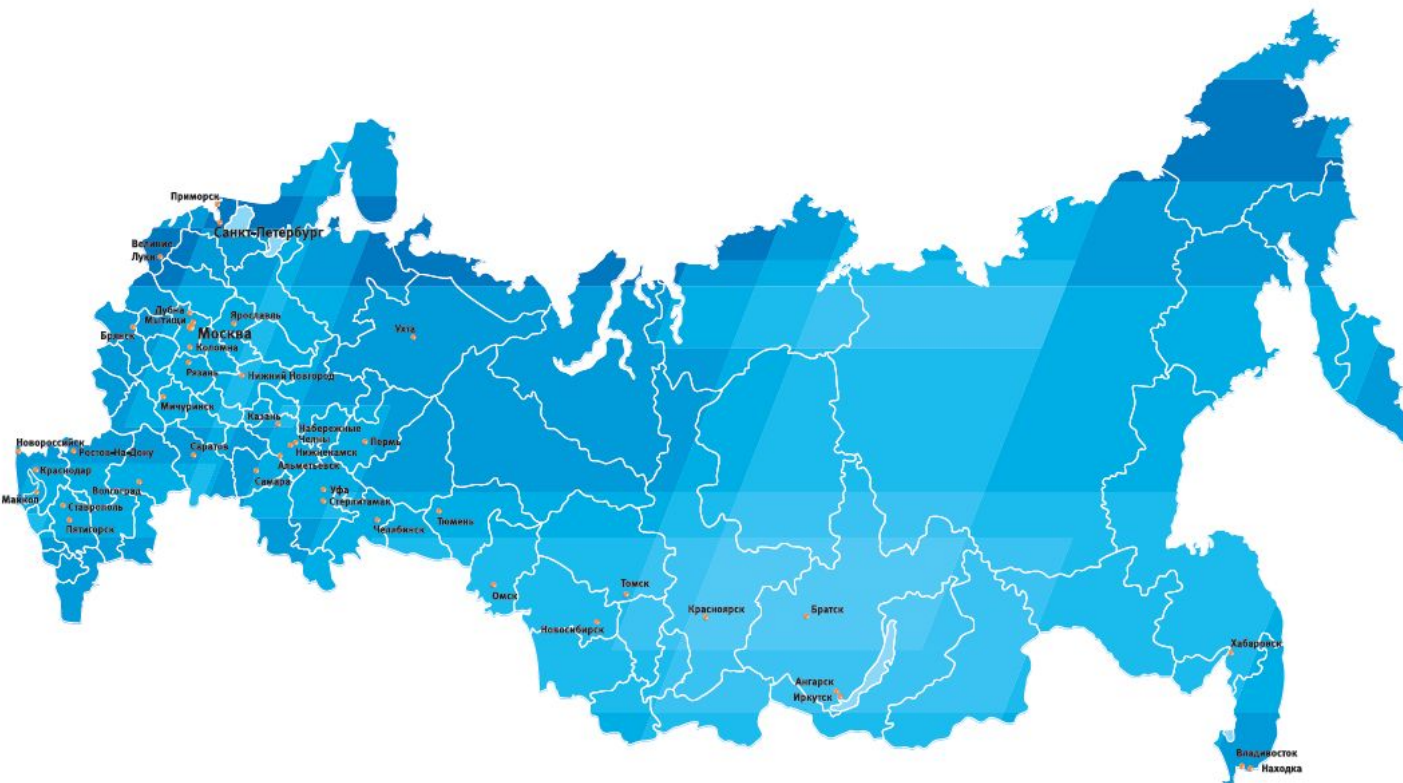 Приморск
Санкт-Петербург
Великие
Луки
Дубна
Мытищи
Ярославль
Брянск
Москва
Ухта
Коломна
Рязань
Нижний Новгород
Мичуринск
Казань
Набережные
Челны
Пермь
Новороссийск
Ростов-На-Дону
Саратов
Нижнекамск
Альметьевск
Краснодар
Самара
Волгоград
Уфа
Майкоп
Стерлитамак
Ставрополь
Тюмень
Пятигорск
Челябинск
Томск
Омск
Красноярск
Братск
Новосибирск
Хабаровск
Ангарск
Иркутск
Владивосток
Находка